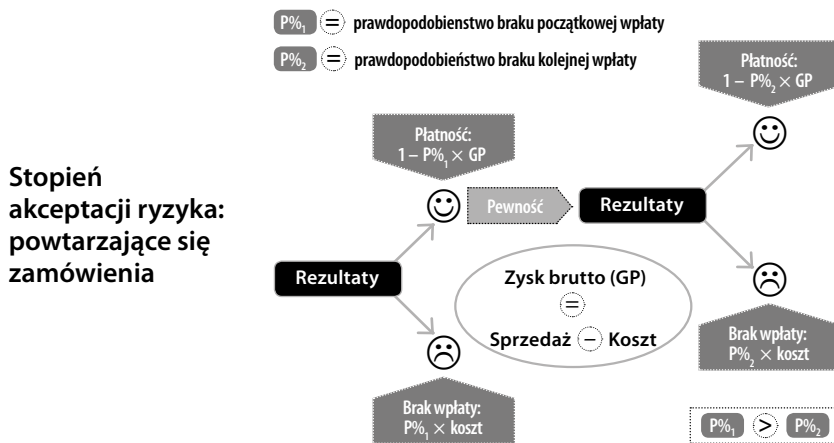 P%₁ = prawdopodobienstwo braku początkowej wpłaty
P%₂ = prawdopodobieństwo braku kolejnej wpłaty
Płatność:
1 – P%₂ × GP
Płatność:
1 – P%₁ × GP
Stopień
akceptacji ryzyka:
powtarzające się
zamówienia
Pewność
Rezultaty
Rezultaty
Zysk brutto (GP)
=
Sprzedaż – Koszt
Brak wpłaty:
P%₂ × koszt
Brak wpłaty:
P%₁ × koszt
P%₁ > P%₂